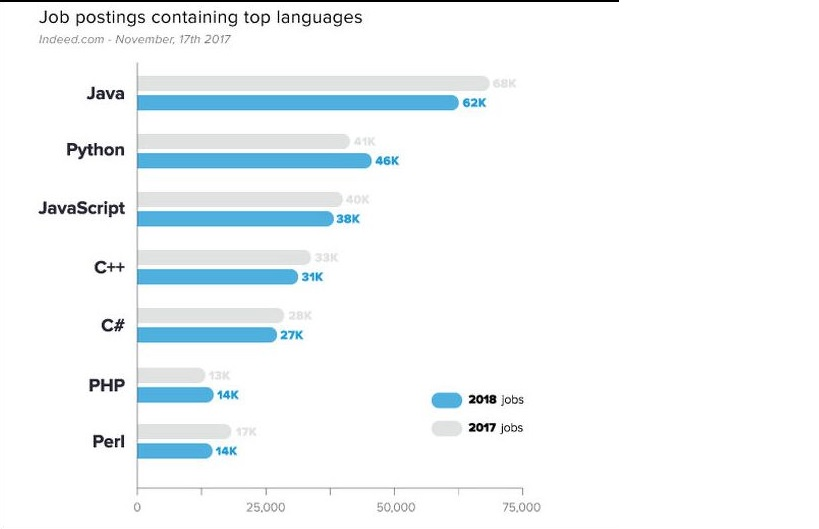 Job postings containing top languages
Indeed.com - November, 17th 2017
68K
Java
62K
41K
Python
46K
40K
JavaScript
38K
33K
C++
31K
28K
C#
27K
13K
PHP
14K
2018 jobs
17K
2017 jobs
Perl
14K
0 25,000 50,000 75,000